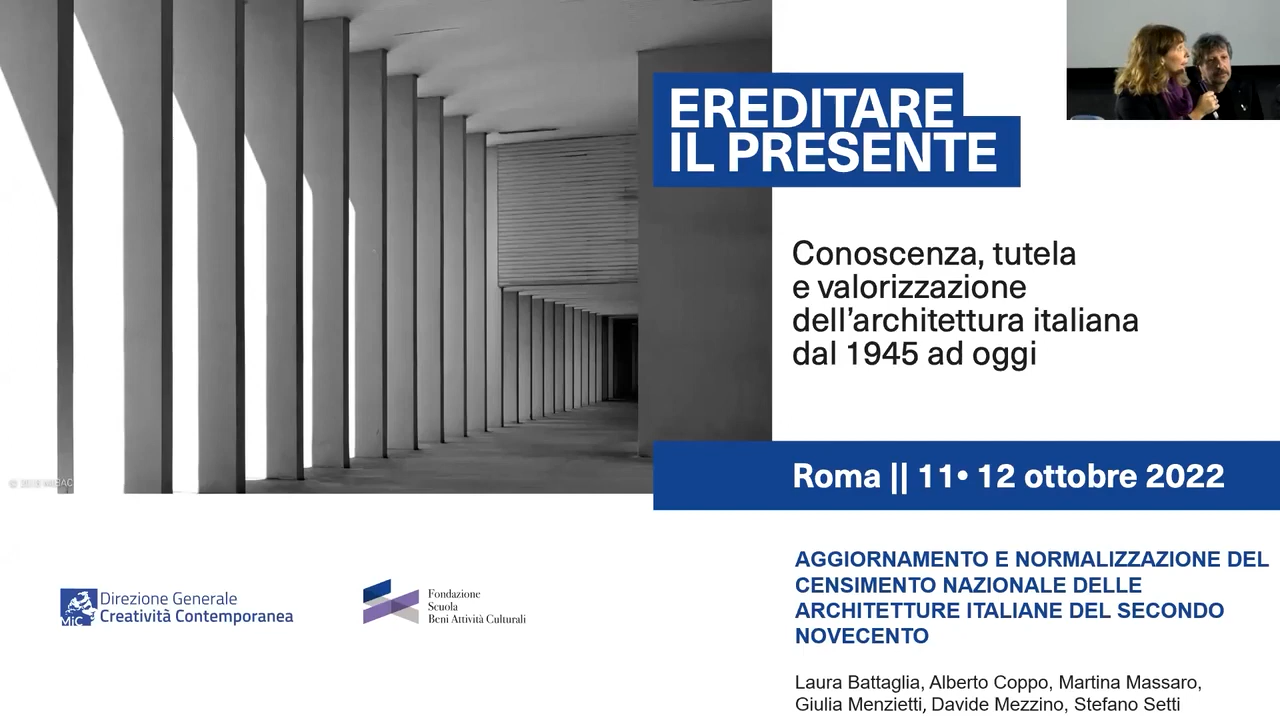 EREDITARE
IL PRESENTE
Conoscenza, tutela
e valorizzazione
dell'architettura italiana
dal 1945 ad oggi
Roma || 11• 12 ottobre 2022
AGGIORNAMENTO E NORMALIZZAZIONE DEL
CENSIMENTO NAZIONALE DELLE
ARCHITETTURE ITALIANE DEL SECONDO
NOVECENTO
Laura Battaglia, Alberto Coppo, Martina Massaro,
Giulia Menzietti, Davide Mezzino, Stefano Setti
MiC
Direzione Generale
Creatività Contemporanea
Fondazione
Scuola
Beni Attività Culturali